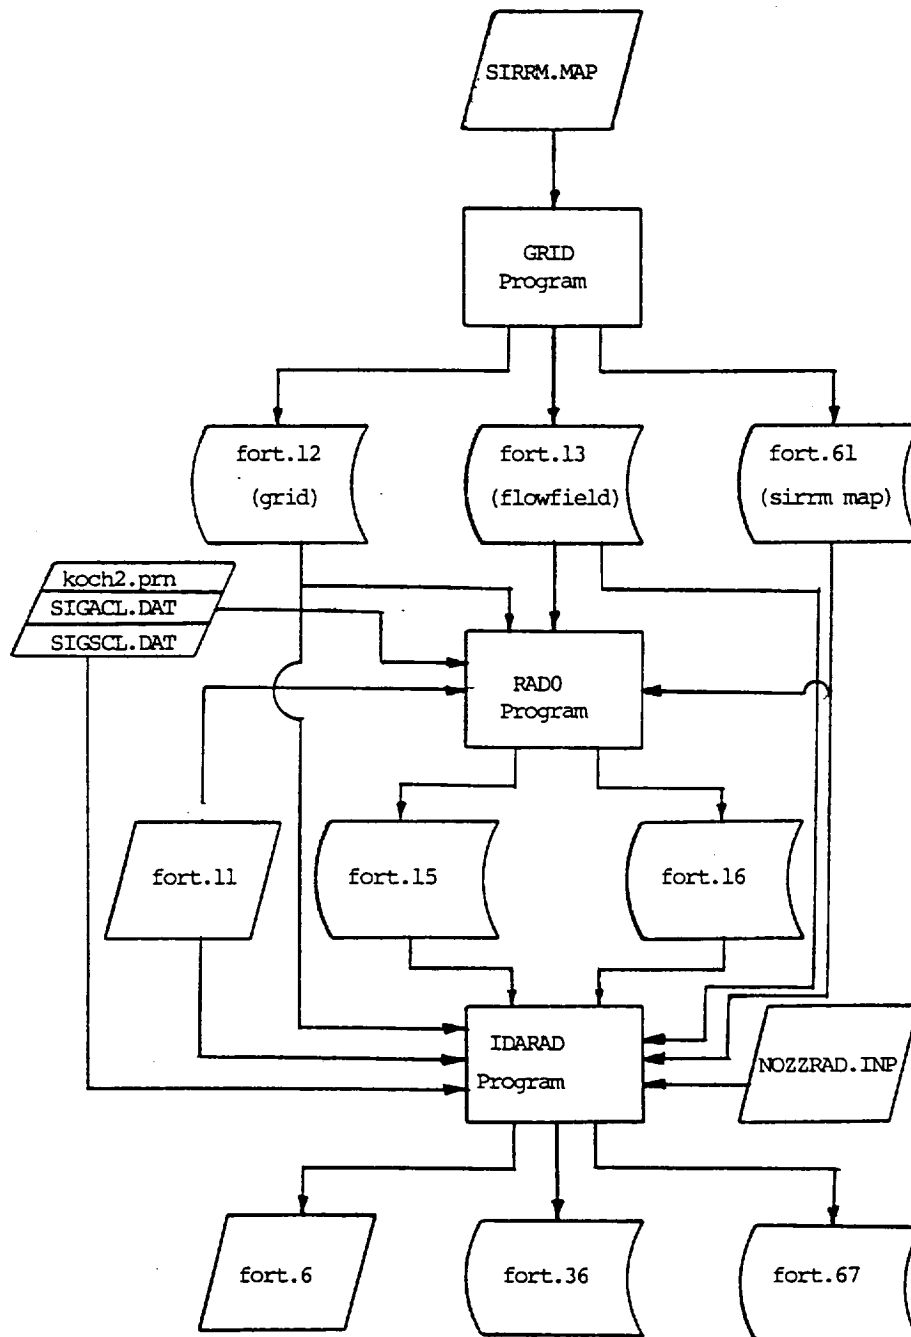 SIRRM.MAP
GRID
Program
fort.12
(grid)
fort.13
(flowfield)
fort.61
(sirrm map)
koch2.prn
SIGACL.DAT
SIGSCL.DAT
RAD0
Program
fort.11
fort.15
fort.16
IDARAD
Program
NOZZRAD.INP
fort.6
fort.36
fort.67